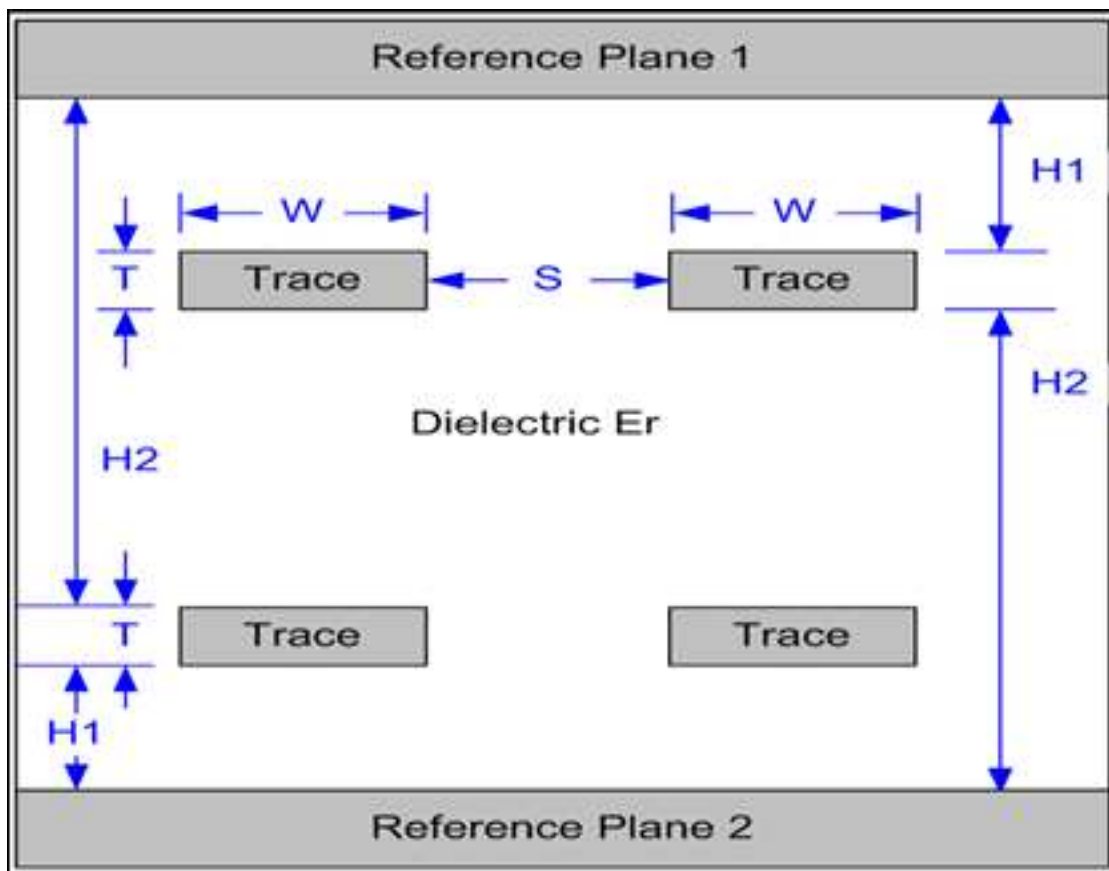 Reference Plane 1
H1
W W
T Trace S Trace
H2
Dielectric Er
H2
T Trace Trace
H1
Reference Plane 2